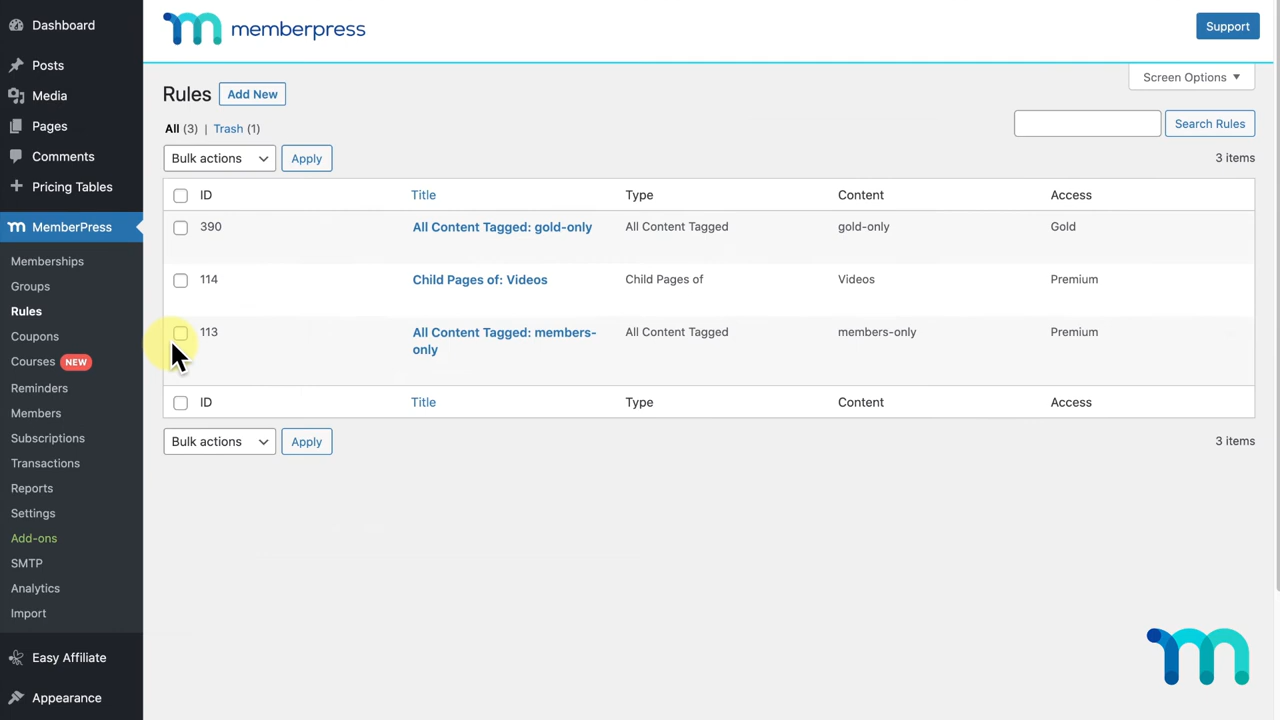 Dashboard
Posts
Media
Pages
Comments
Pricing Tables
MemberPress
Memberships
Groups
Rules
Coupons
Courses NEW
Reminders
Members
Subscriptions
Transactions
Reports
Settings
Add-ons
SMTP
Analytics
Import
Easy Affiliate
Appearance
m memberpress
Support
Screen Options
Rules Add New
All (3) | Trash (1)
Search Rules
Bulk actions Apply
3 items
ID Title Type Content Access
390 All Content Tagged: gold-only All Content Tagged gold-only Gold
114 Child Pages of: Videos Child Pages of Videos Premium
113 All Content Tagged: members- All Content Tagged members-only Premium
only
ID Title Type Content Access
Bulk actions Apply
3 items
m